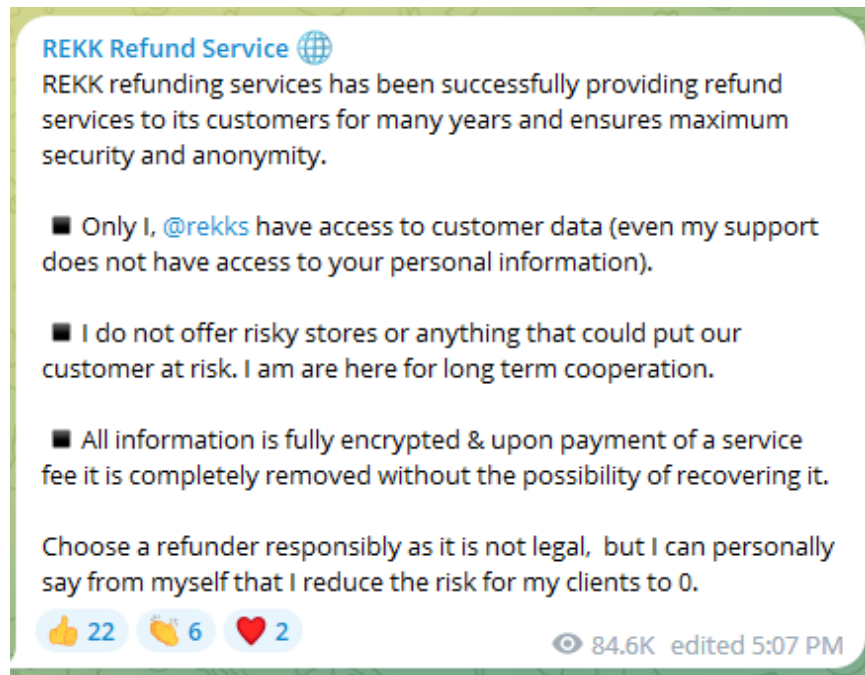 REKK Refund Service 🌐
REKK refunding services has been successfully providing refund
services to its customers for many years and ensures maximum
security and anonymity.
◾ Only I, @rekks have access to customer data (even my support
does not have access to your personal information).
◾ I do not offer risky stores or anything that could put our
customer at risk. I am are here for long term cooperation.
◾ All information is fully encrypted & upon payment of a service
fee it is completely removed without the possibility of recovering it.
Choose a refunder responsibly as it is not legal,  but I can personally
say from myself that I reduce the risk for my clients to 0.
👍 22 👏 6 ❤️ 2 84.6K edited 5:07 PM